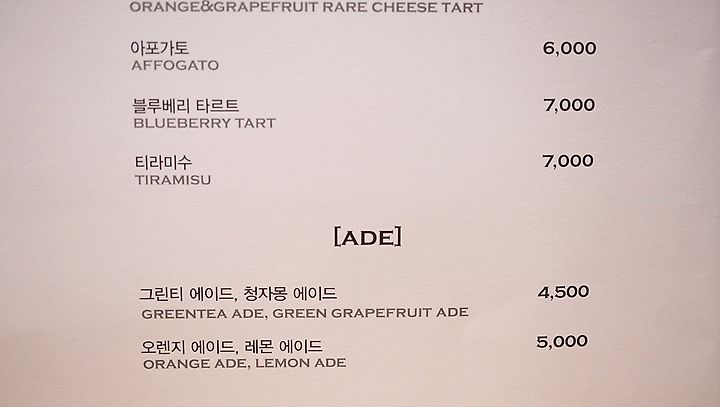 ORANGE&GRAPEFRUIT RARE CHEESE TART
아포가토 6,000
AFFOGATO
블루베리 타르트 7,000
BLUEBERRY TART
티라미수 7,000
TIRAMISU
[ADE]
그린티 에이드, 청자몽 에이드 4,500
GREENTEA ADE, GREEN GRAPEFRUIT ADE
오렌지 에이드, 레몬 에이드 5,000
ORANGE ADE, LEMON ADE